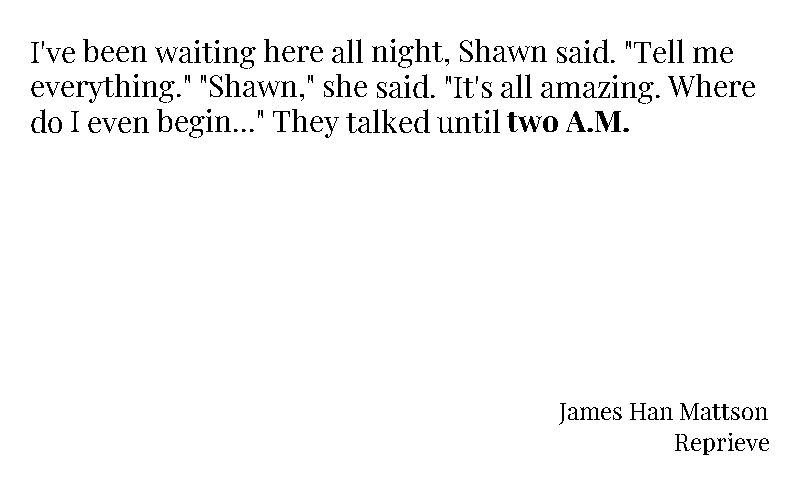 I've been waiting here all night, Shawn said. "Tell me
everything." "Shawn," she said. "It's all amazing. Where
do I even begin..." They talked until two A.M.
James Han Mattson
Reprieve